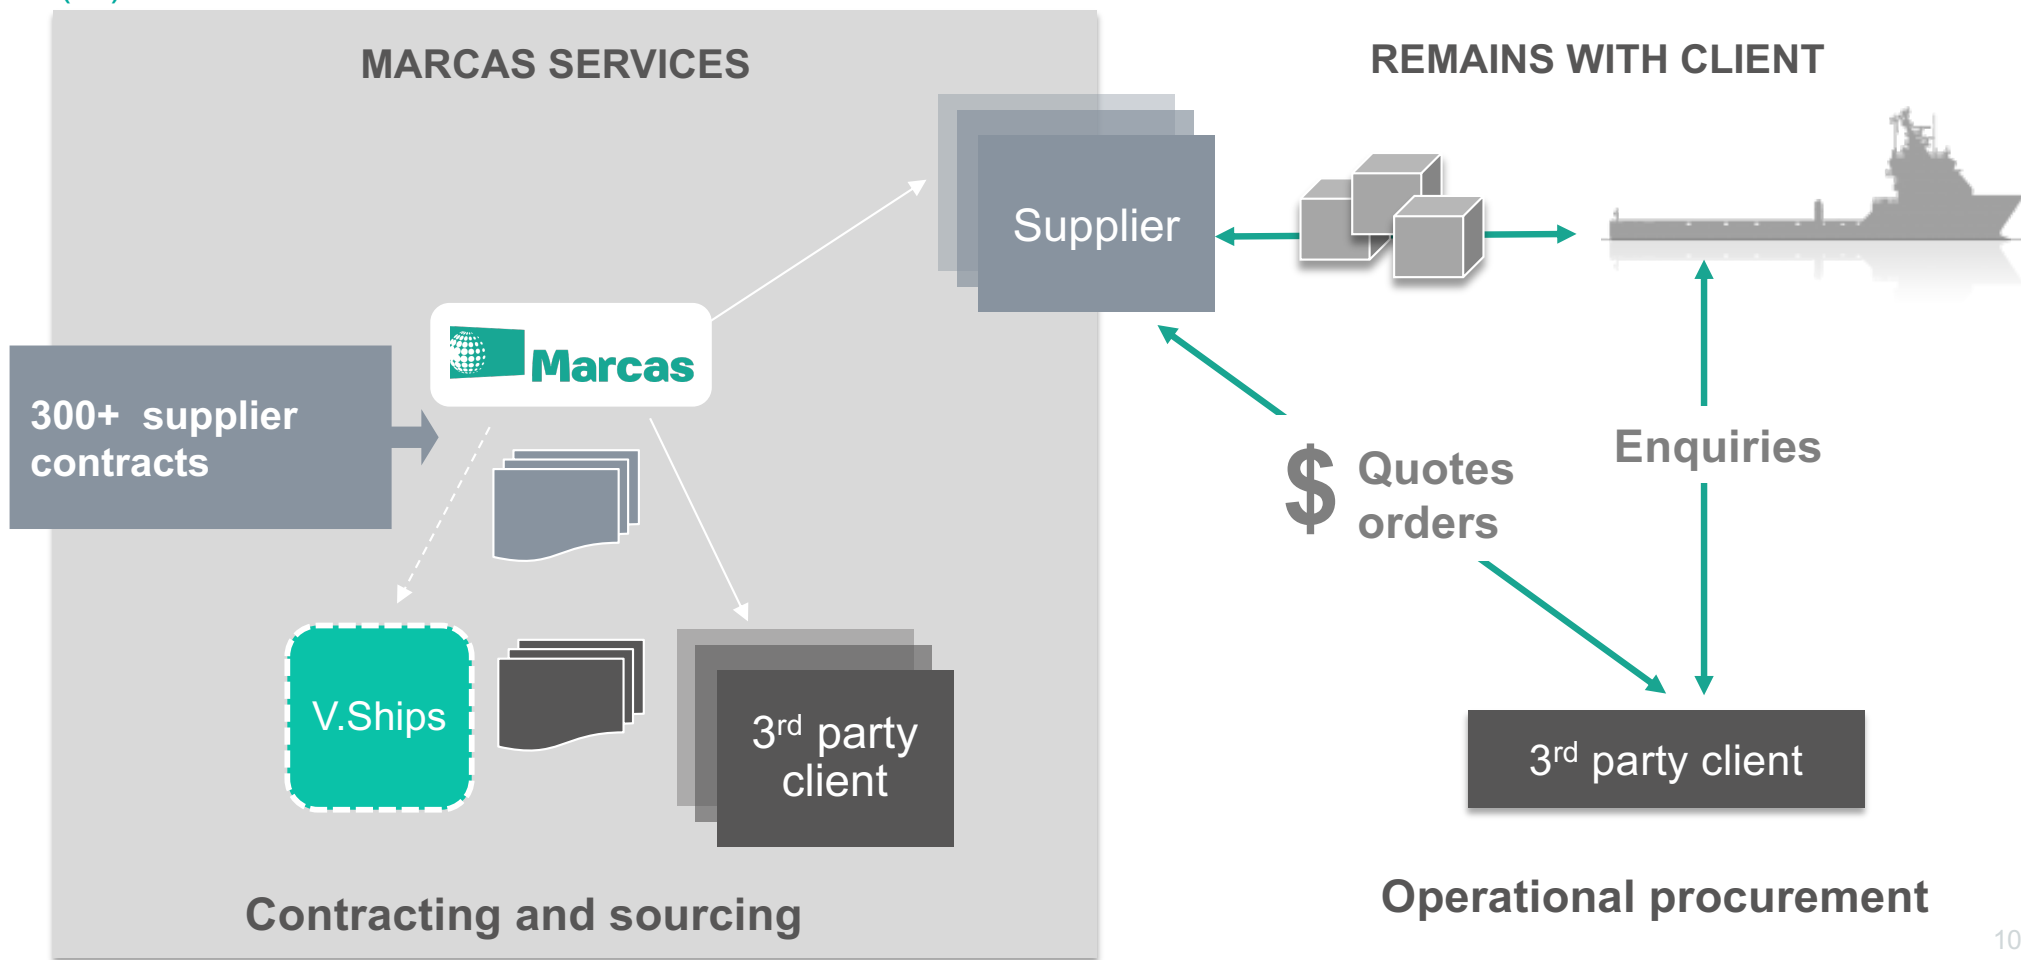 MARCAS SERVICES
REMAINS WITH CLIENT
Supplier
Marcas
300+ supplier
contracts
$
Quotes
orders
Enquiries
V.Ships
3rd party
client
3rd party client
Contracting and sourcing
Operational procurement
10